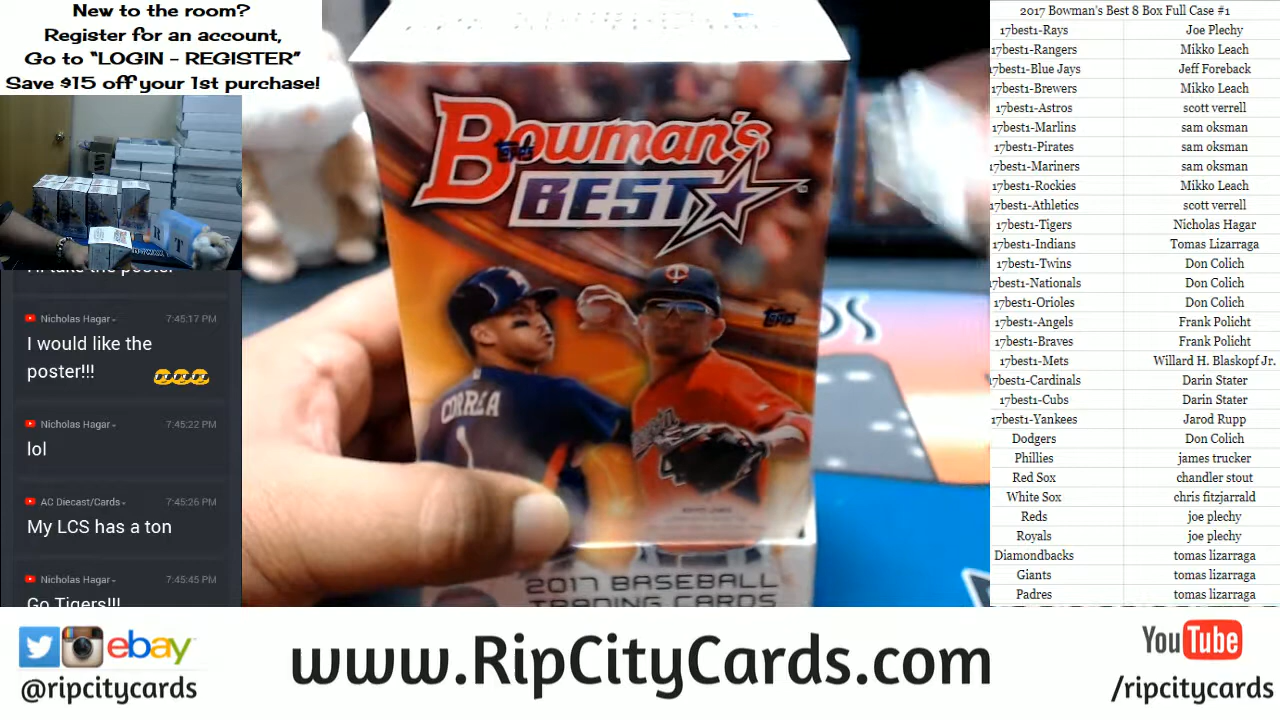 New to the room?
Register for an account,
Go to "LOGIN - REGISTER"
Save $15 off your 1st purchase!
I'll take the poster
Nicholas Hagar
7:45:17 PM
I would like the
poster!!!
Nicholas Hagar
7:45:22 PM
lol
AC Diecast/Cards
7:45:26 PM
My LCS has a ton
Nicholas Hagar
7:45:45 PM
Go Tigers!!!
Topps
Bowman's
BEST
Topps
CORREA
1
2017 BASEBALL
TRADING CARDS
2017 Bowman's Best 8 Box Full Case #1
17best1-Rays Joe Plechy
17best1-Rangers Mikko Leach
17best1-Blue Jays Jeff Foreback
17best1-Brewers Mikko Leach
17best1-Astros scott verrell
17best1-Marlins sam oksman
17best1-Pirates sam oksman
17best1-Mariners sam oksman
17best1-Rockies Mikko Leach
17best1-Athletics scott verrell
17best1-Tigers Nicholas Hagar
17best1-Indians Tomas Lizarraga
17best1-Twins Don Colich
17best1-Nationals Don Colich
17best1-Orioles Don Colich
17best1-Angels Frank Policht
17best1-Braves Frank Policht
17best1-Mets Willard H. Blaskopf Jr.
17best1-Cardinals Darin Stater
17best1-Cubs Darin Stater
17best1-Yankees Jarod Rupp
Dodgers Don Colich
Phillies james trucker
Red Sox chandler stout
White Sox chris fitzjarrald
Reds joe plechy
Royals joe plechy
Diamondbacks tomas lizarraga
Giants tomas lizarraga
Padres tomas lizarraga
ebay
@ripcitycards
www.RipCityCards.com
YouTube
/ripcitycards